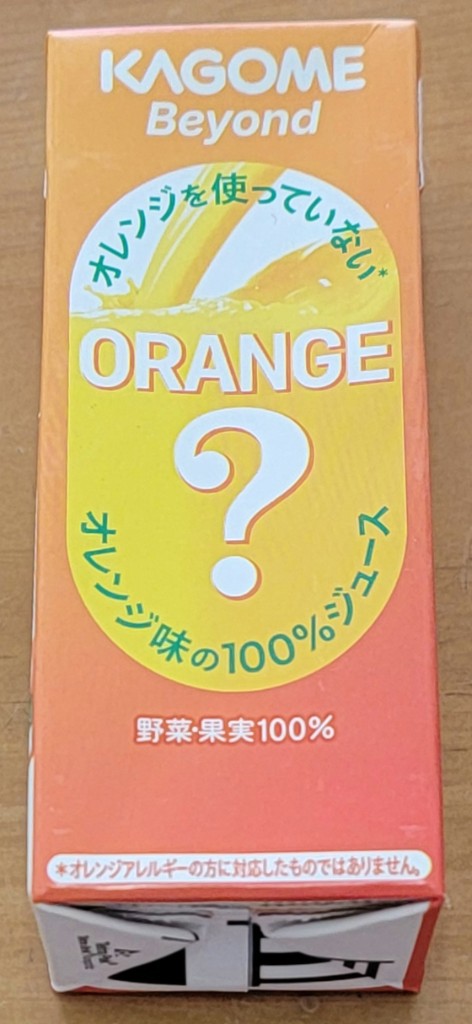 KAGOME
Beyond
オレンジを使っていない*
ORANGE
?
オレンジ味の100%ジュース
野菜・果実100%
*オレンジアレルギーの方に対応したものではありません。